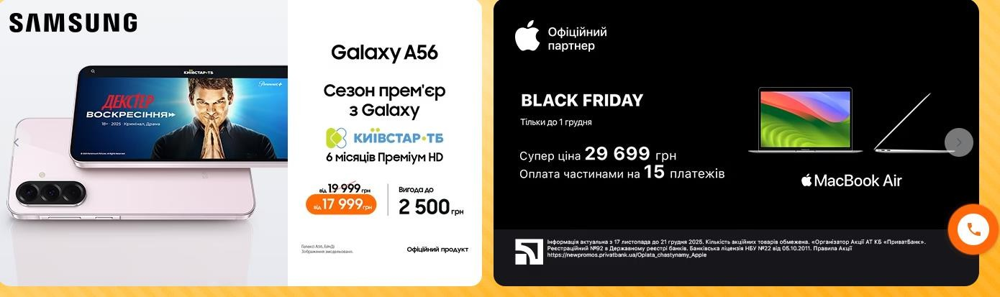 SAMSUNG
КИЇВСТАР·ТБ
Paramount+
ДЕКСТЕР
ВОСКРЕСІННЯ
18+ · 2025 · Кримінал, Драма
Galaxy A56
Сезон прем'єр
з Galaxy
КИЇВСТАР·ТБ
6 місяців Преміум HD
від 19 999 грн
від 17 999 грн
Вигода до
2 500 грн
Гелексі А56, БіНДі
Зображення змодельовано.
Офіційний продукт
Офіційний
партнер
BLACK FRIDAY
Тільки до 1 грудня
Супер ціна 29 699 грн
Оплата частинами на 15 платежів
MacBook Air
Інформація актуальна з 17 листопада до 21 грудня 2025. Кількість акційних товарів обмежена. «Організатор Акції АТ КБ «ПриватБанк».
Реєстраційний №92 в Державному реєстрі банків. Банківська ліцензія НБУ №22 від 05.10.2011. Правила Акції
https://newpromos.privatbank.ua/Oplata_chastynamy_Apple